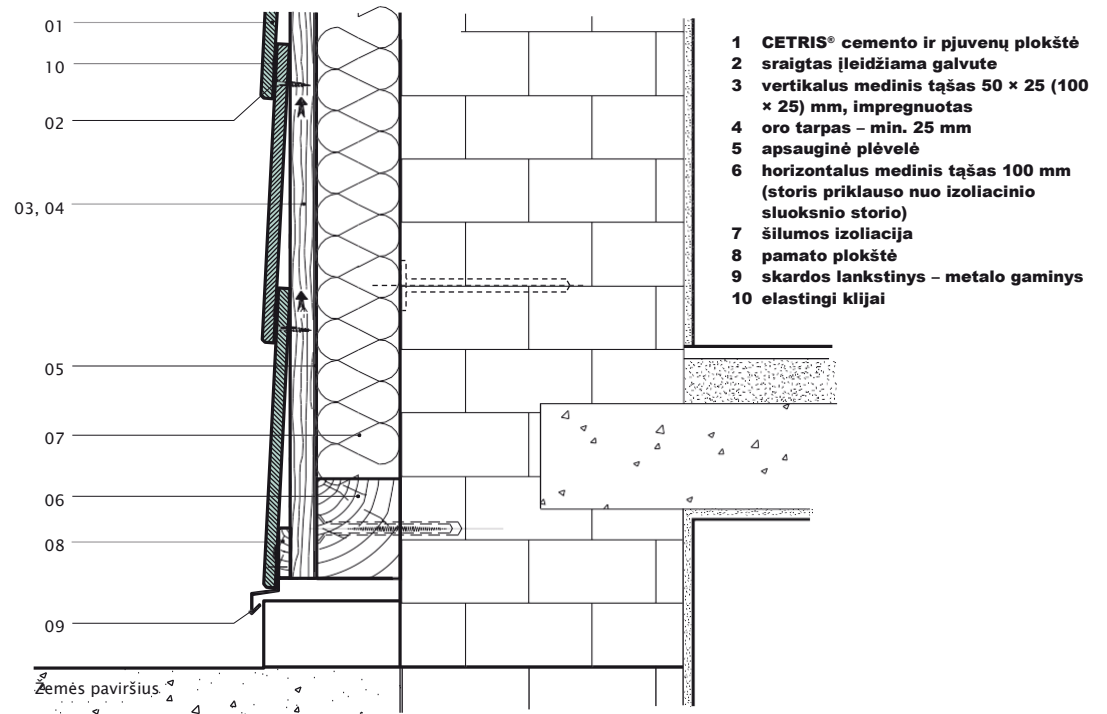 01
10
02
03, 04
05
07
06
08
09
Žemės paviršius
1 CETRIS® cemento ir pjuvenų plokštė
2 sraigtas įleidžiama galvute
3 vertikalus medinis tąšas 50 × 25 (100
× 25) mm, impregnuotas
4 oro tarpas – min. 25 mm
5 apsauginė plėvelė
6 horizontalus medinis tąšas 100 mm
(storis priklauso nuo izoliacinio
sluoksnio storio)
7 šilumos izoliacija
8 pamato plokštė
9 skardos lankstinys – metalo gaminys
10 elastingi klijai